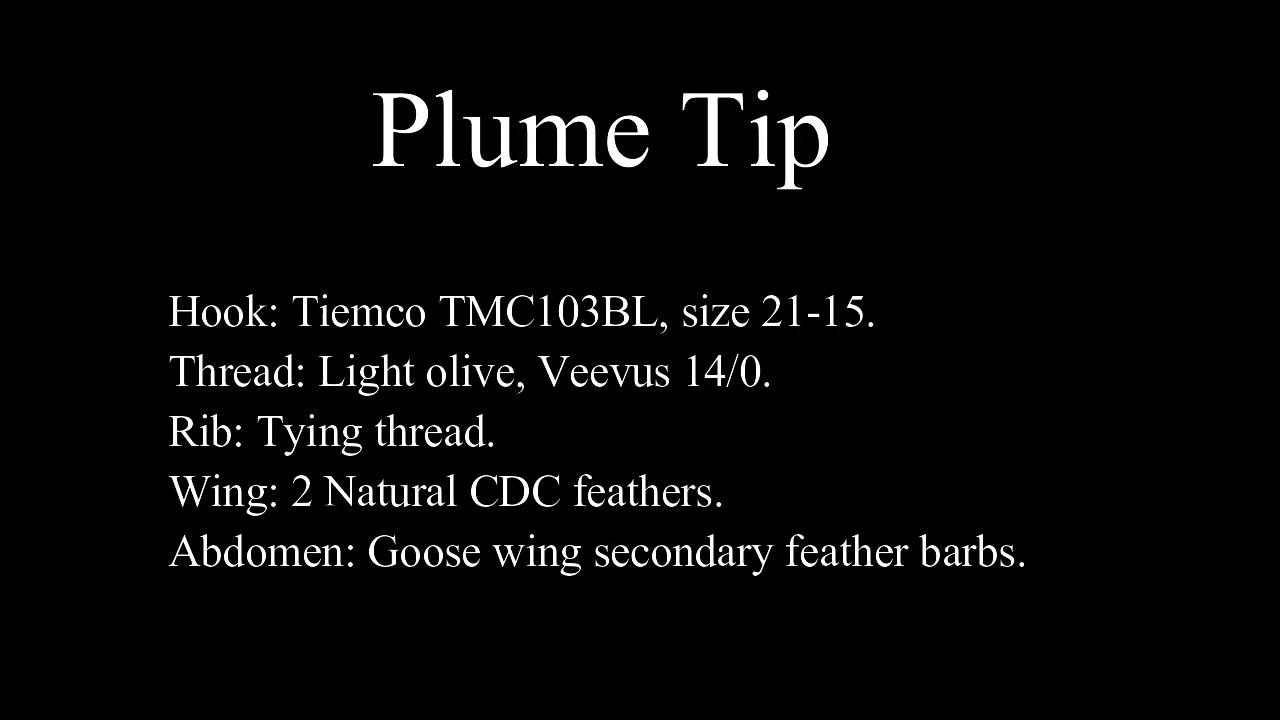 Plume Tip
Hook: Tiemco TMC103BL, size 21-15.
Thread: Light olive, Veevus 14/0.
Rib: Tying thread.
Wing: 2 Natural CDC feathers.
Abdomen: Goose wing secondary feather barbs.